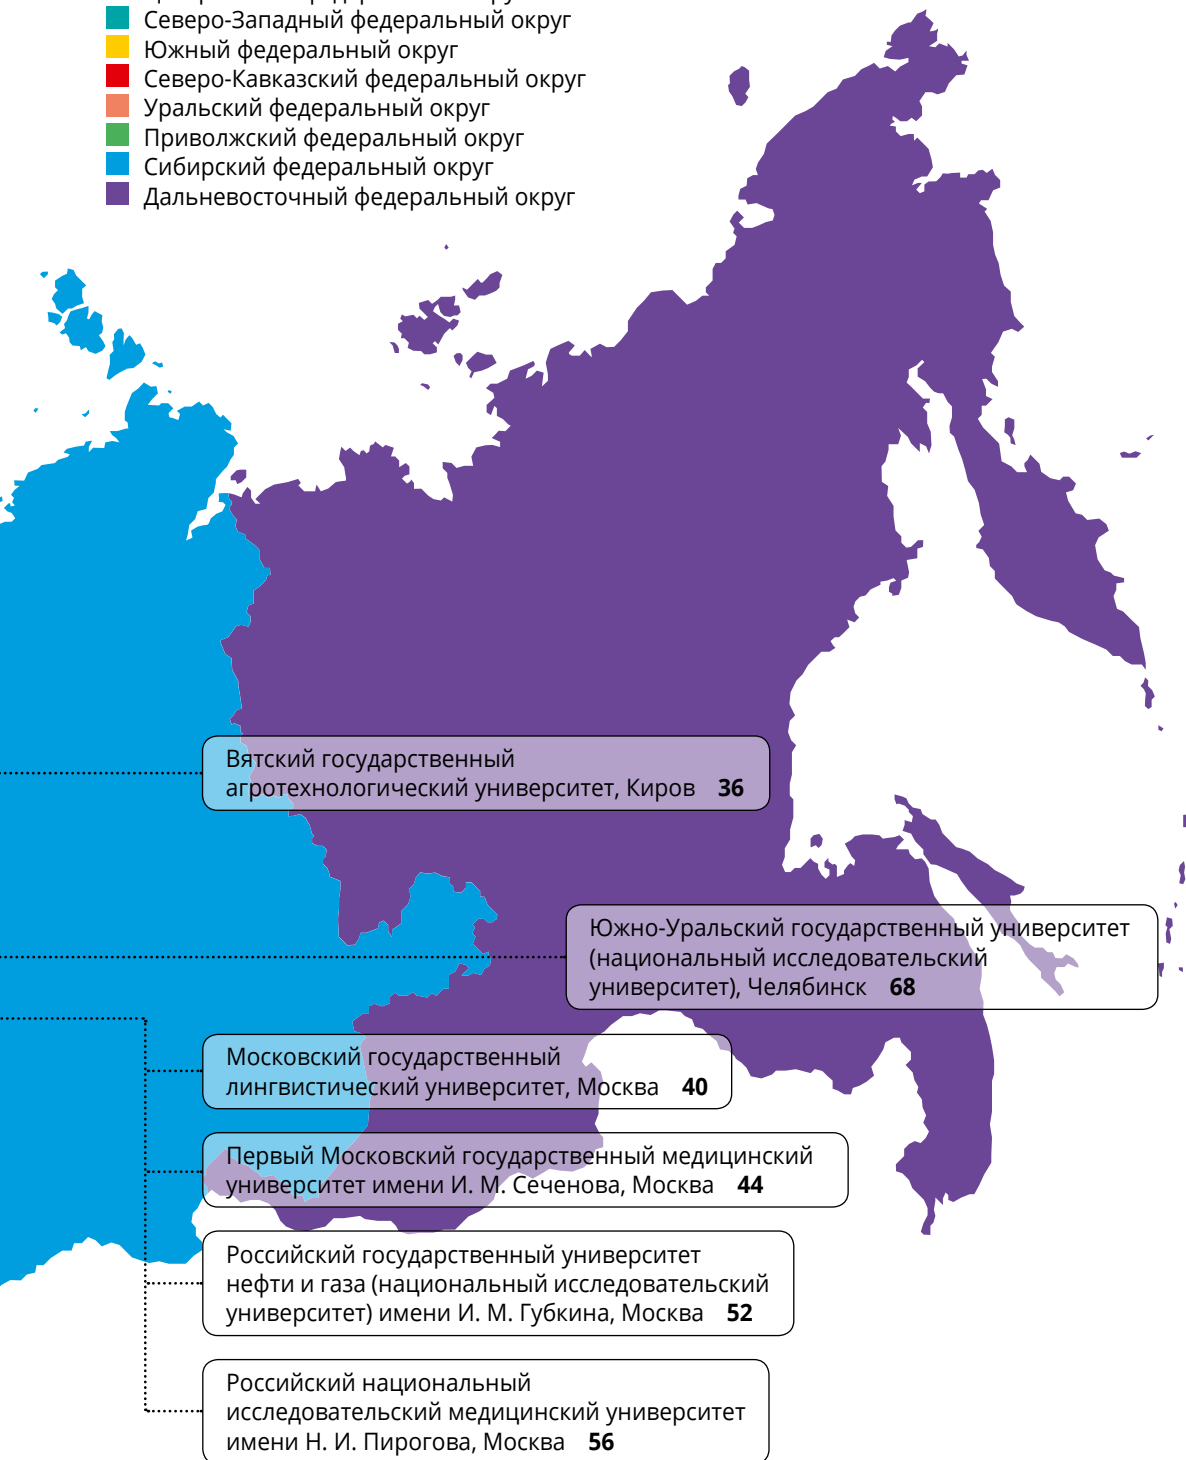 Северо-Западный федеральный округ
Южный федеральный округ
Северо-Кавказский федеральный округ
Уральский федеральный округ
Приволжский федеральный округ
Сибирский федеральный округ
Дальневосточный федеральный округ
Вятский государственный
агротехнологический университет, Киров 36
Южно-Уральский государственный университет
(национальный исследовательский
университет), Челябинск 68
Московский государственный
лингвистический университет, Москва 40
Первый Московский государственный медицинский
университет имени И. М. Сеченова, Москва 44
Российский государственный университет
нефти и газа (национальный исследовательский
университет) имени И. М. Губкина, Москва 52
Российский национальный
исследовательский медицинский университет
имени Н. И. Пирогова, Москва 56